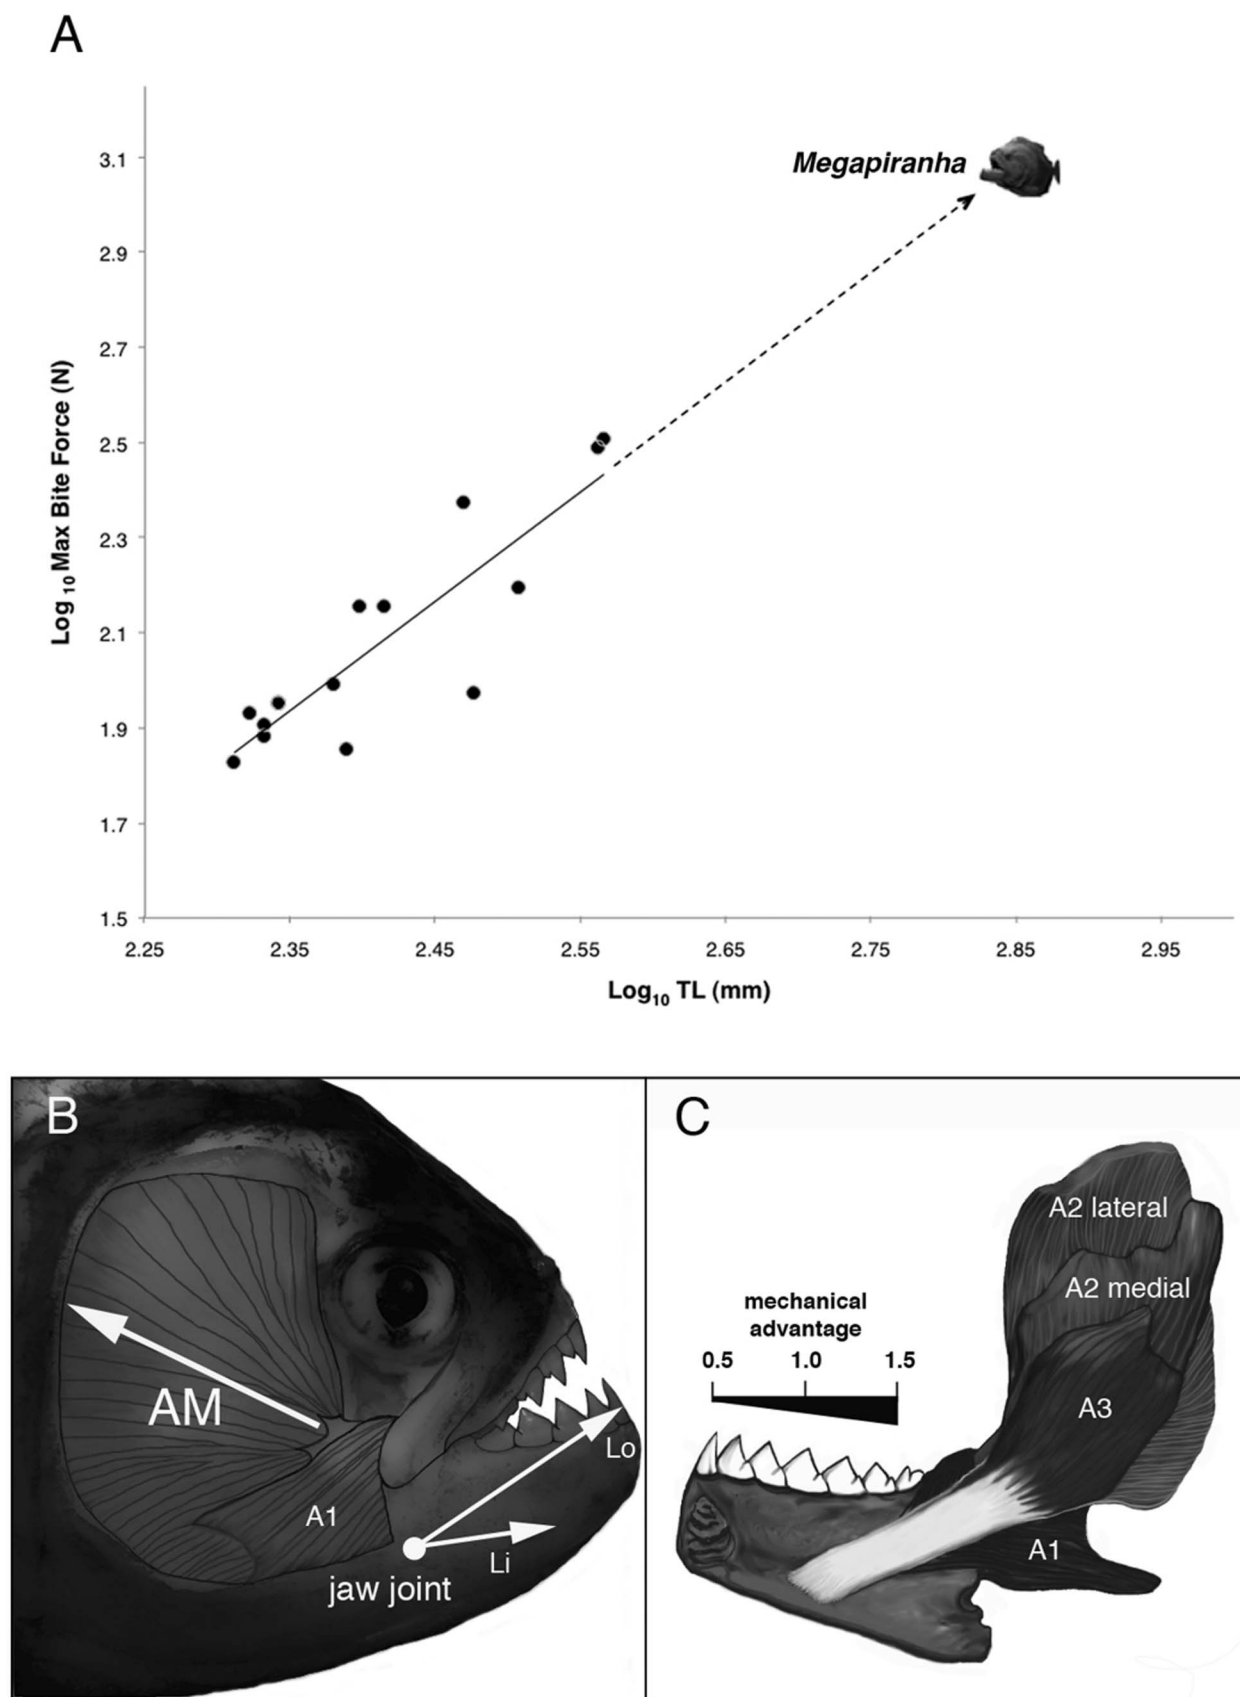 A
Megapiranha
3.1
2.9
2.7
2.5
2.3
2.1
1.9
1.7
1.5
Log 10 Max Bite Force (N)
2.25 2.35 2.45 2.55 2.65 2.75 2.85 2.95
Log10 TL (mm)
B
AM
A1
Lo
Li
jaw joint
C
A2 lateral
A2 medial
mechanical
advantage
0.5 1.0 1.5
A3
A1